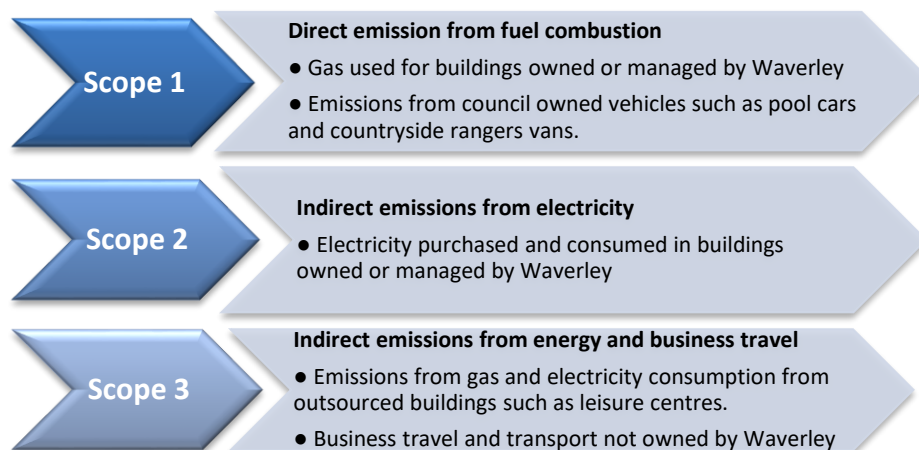 Scope 1
Direct emission from fuel combustion
● Gas used for buildings owned or managed by Waverley
● Emissions from council owned vehicles such as pool cars
and countryside rangers vans.
Scope 2
Indirect emissions from electricity
● Electricity purchased and consumed in buildings
owned or managed by Waverley
Scope 3
Indirect emissions from energy and business travel
● Emissions from gas and electricity consumption from
outsourced buildings such as leisure centres.
● Business travel and transport not owned by Waverley